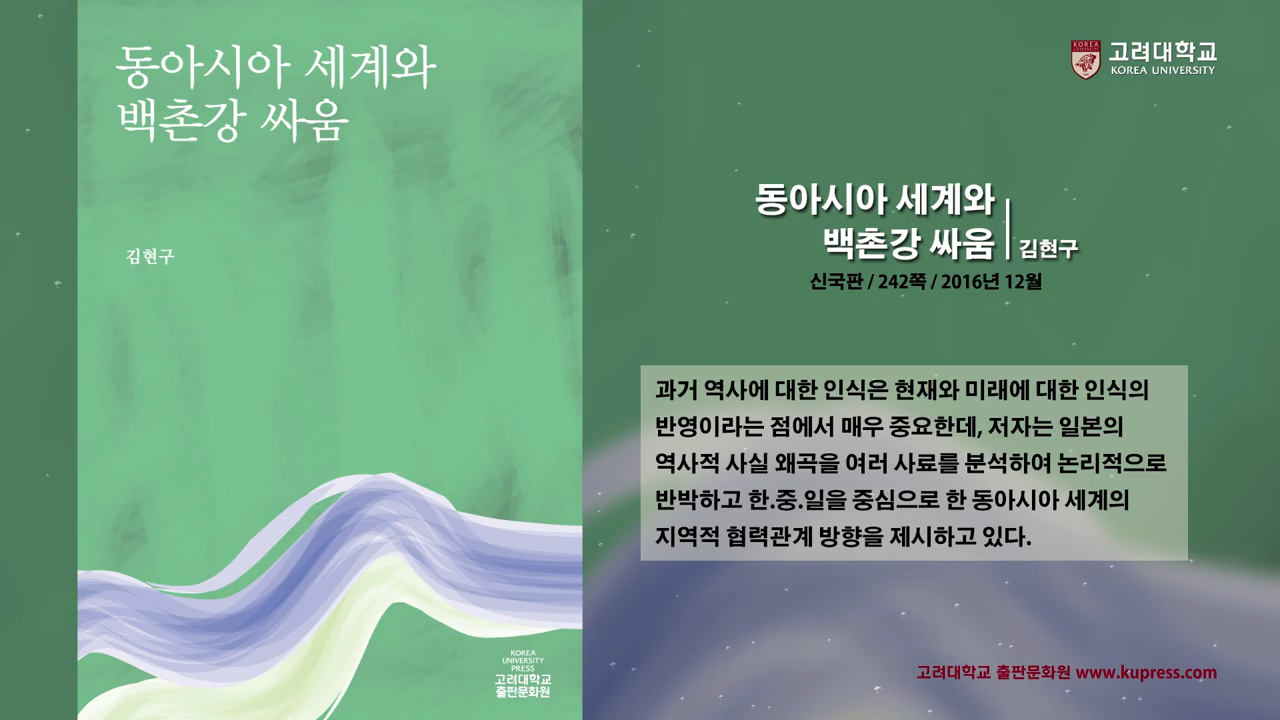 동아시아 세계와
백촌강 싸움
김현구
KOREA
UNIVERSITY
PRESS
고려대학교
출판문화원
KOREA
UNIVERSITY
고려대학교
KOREA UNIVERSITY
동아시아 세계와
백촌강 싸움
김현구
신국판 / 242쪽 / 2016년 12월
과거 역사에 대한 인식은 현재와 미래에 대한 인식의
반영이라는 점에서 매우 중요한데, 저자는 일본의
역사적 사실 왜곡을 여러 사료를 분석하여 논리적으로
반박하고 한.중.일을 중심으로 한 동아시아 세계의
지역적 협력관계 방향을 제시하고 있다.
고려대학교 출판문화원 www.kupress.com